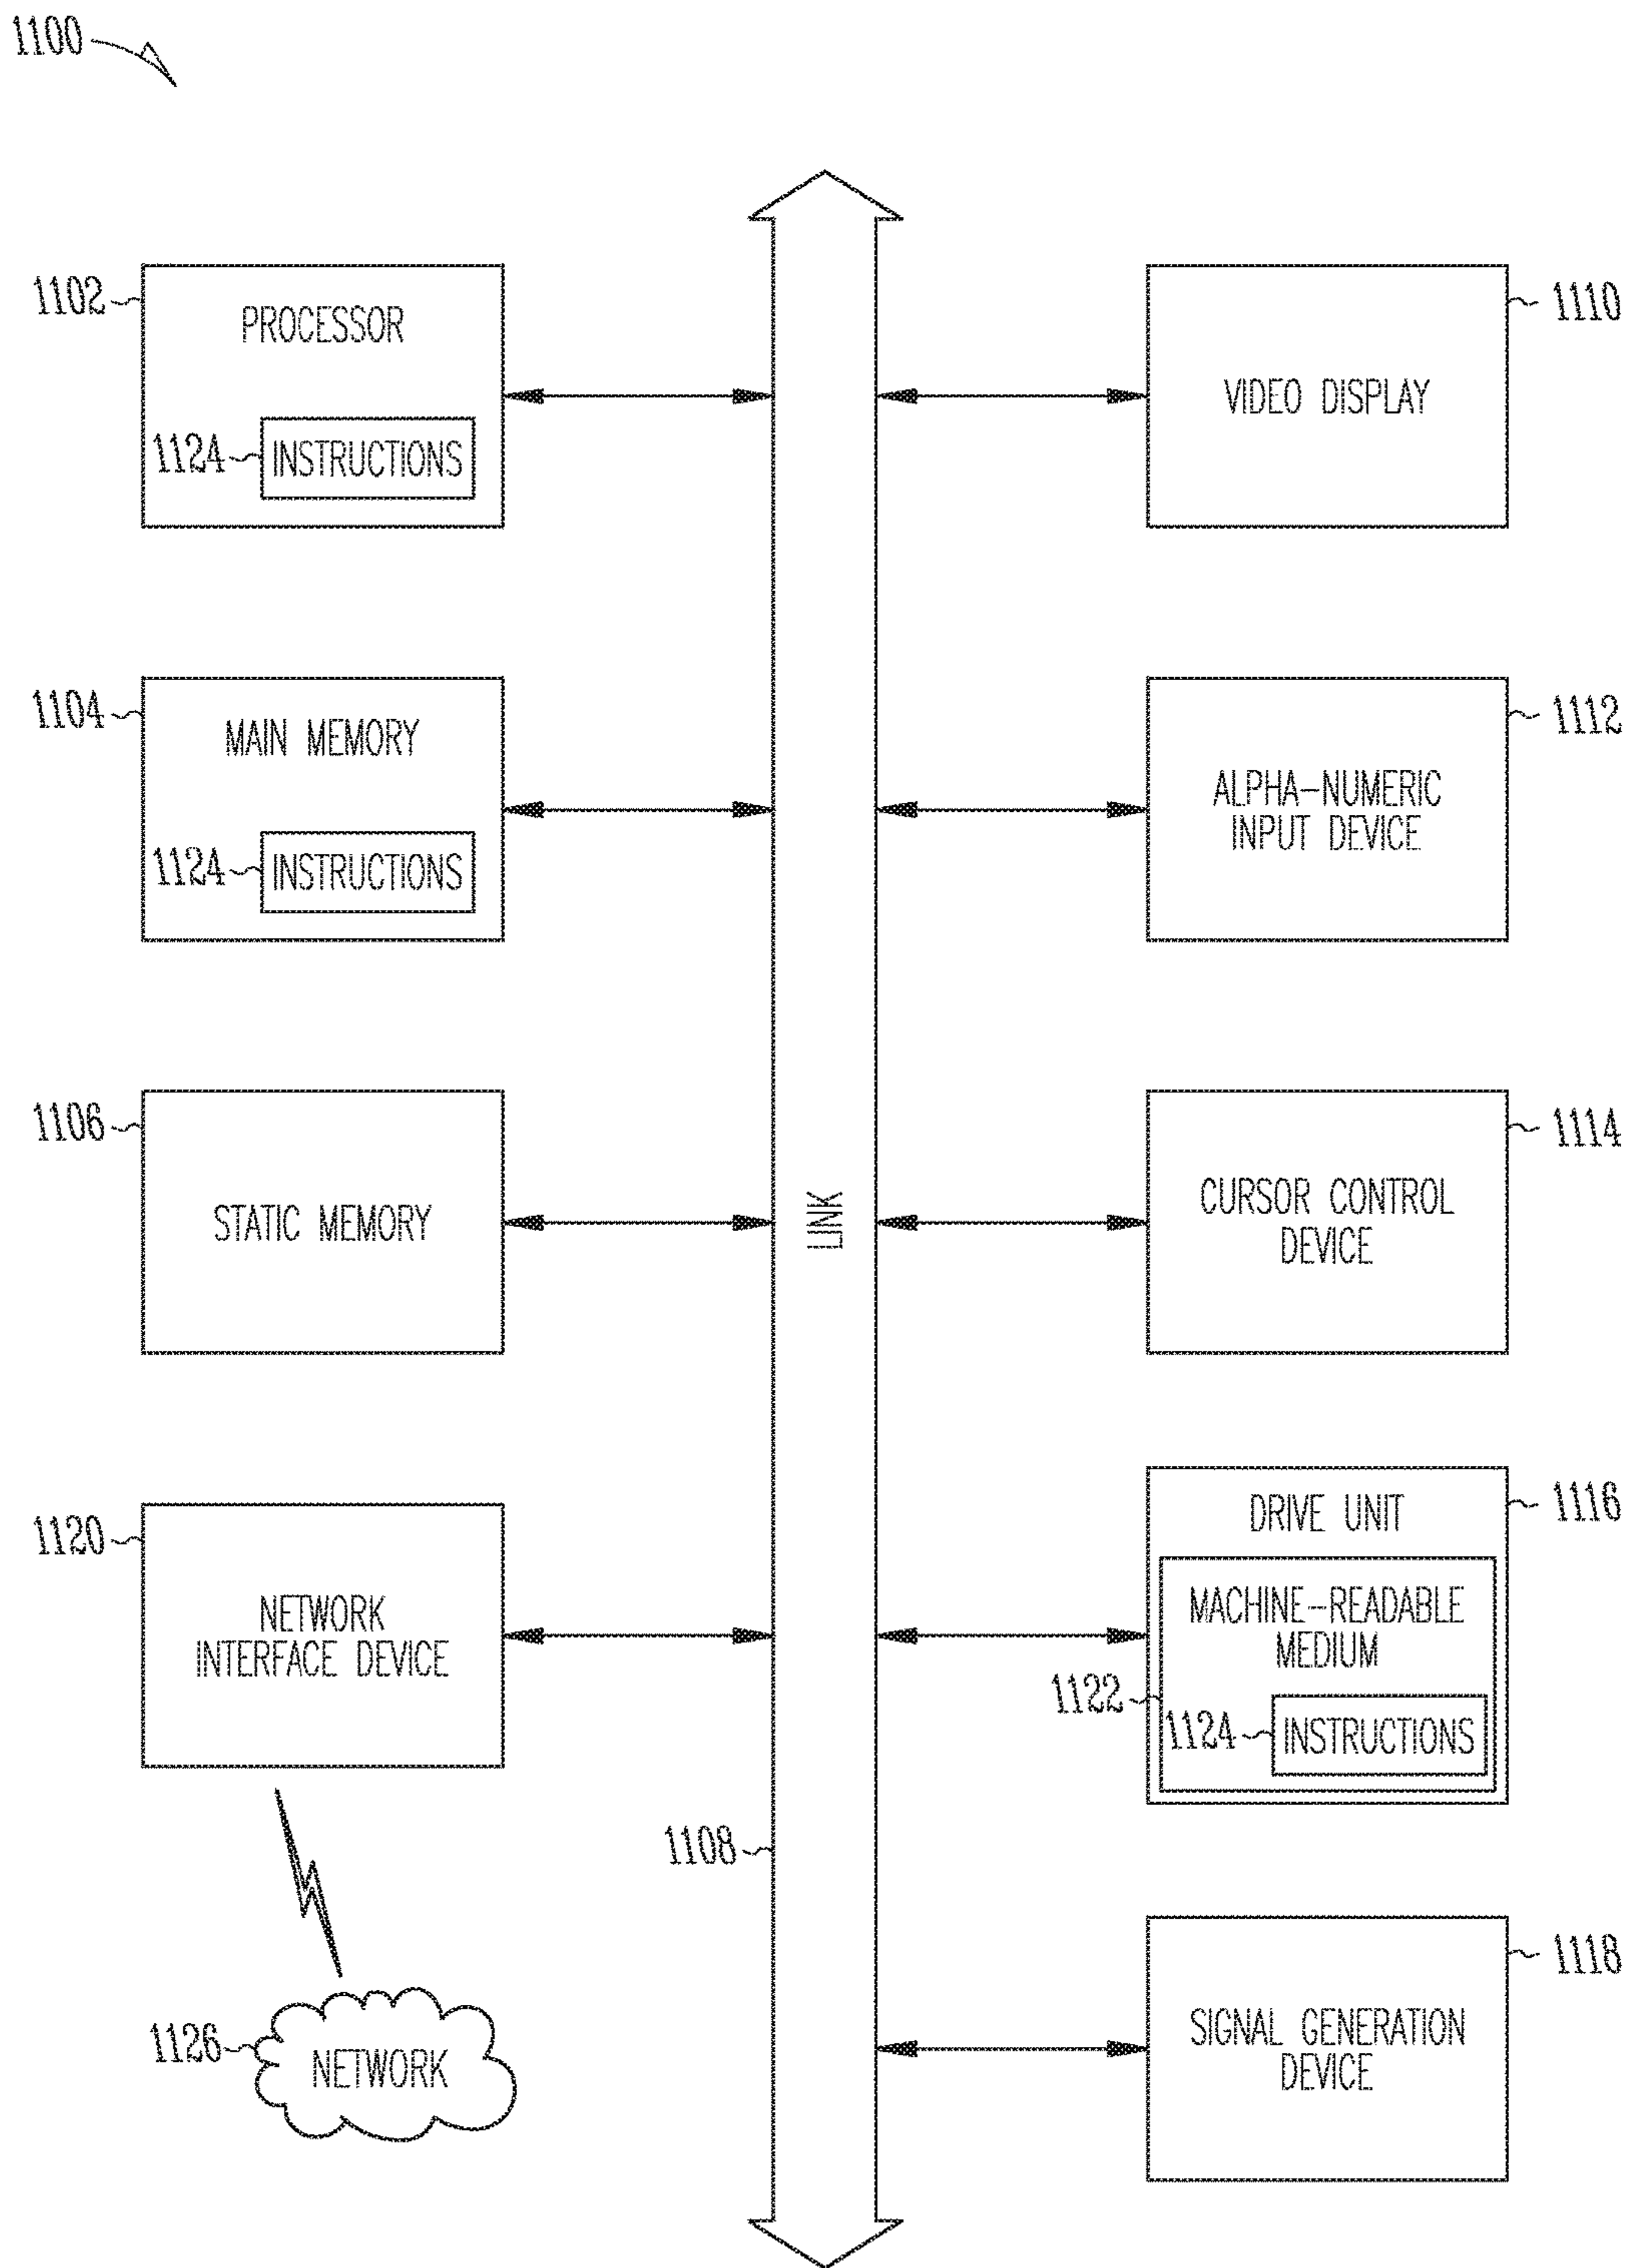 1100
1102
PROCESSOR
1124
INSTRUCTIONS
1110
VIDEO DISPLAY
1104
MAIN MEMORY
1124
INSTRUCTIONS
1112
ALPHA-NUMERIC
INPUT DEVICE
1106
STATIC MEMORY
LINK
1114
CURSOR CONTROL
DEVICE
1120
NETWORK
INTERFACE DEVICE
1116
DRIVE UNIT
MACHINE-READABLE
MEDIUM
1122
1124
INSTRUCTIONS
1108
1126
NETWORK
1118
SIGNAL GENERATION
DEVICE